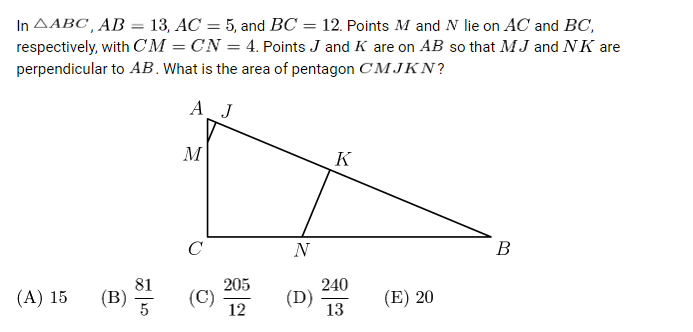 In △ABC, AB = 13, AC = 5, and BC = 12. Points M and N lie on AC and BC,
respectively, with CM = CN = 4. Points J and K are on AB so that MJ and NK are
perpendicular to AB. What is the area of pentagon CMJKN?
A J
M K
C N B
(A) 15 (B) 81/5 (C) 205/12 (D) 240/13 (E) 20